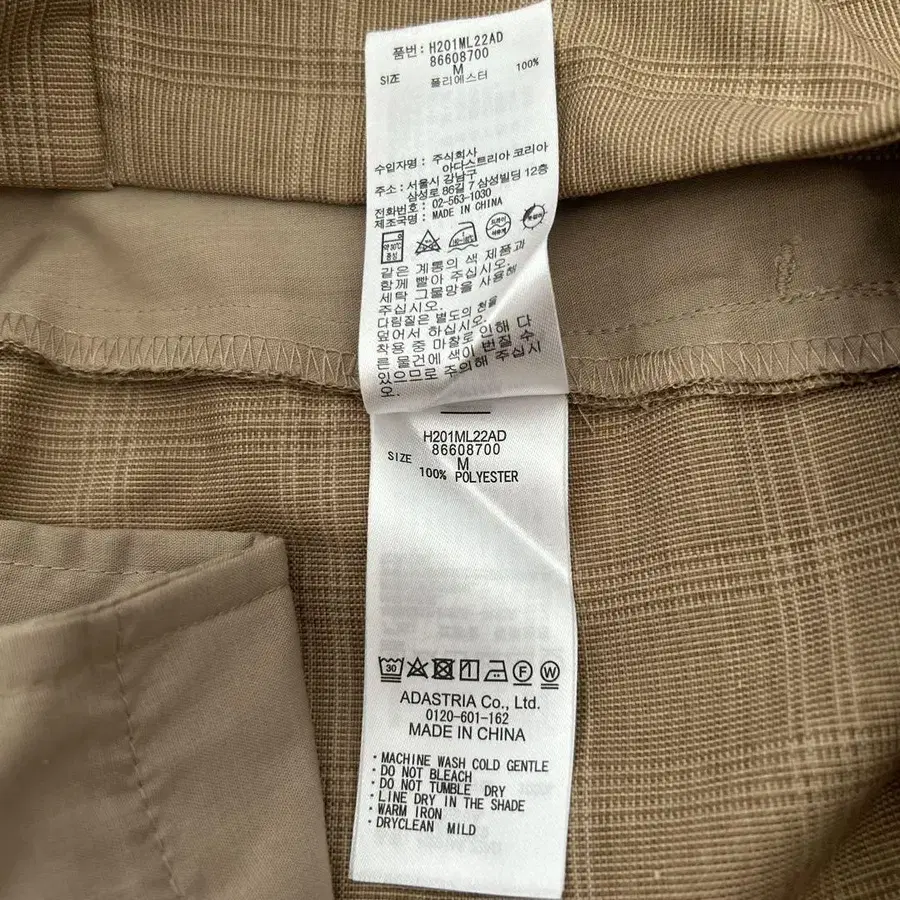 품번: H201ML22AD
86608700
SIZE M 100%
폴리에스터
수입자명 : 주식회사
아다스트리아 코리아
주소 : 서울시 강남구
삼성로 86길 7 삼성빌딩 12층
전화번호 : 02-563-1030
제조국명 : MADE IN CHINA
약 30℃
중성
드라이
같은 계통의 색 제품과
함께 빨아 주십시오.
세탁 그물망을 사용해
주십시오.
다림질은 별도의 천을
덮어서 하십시오.
착용 중 마찰로 인해 다
른 물건에 색이 번질 수
있으므로 주의해 주십시
오.
H201ML22AD
86608700
SIZE M
100% POLYESTER
30 F W
ADASTRIA Co., Ltd.
0120-601-162
MADE IN CHINA
・MACHINE WASH COLD GENTLE
・DO NOT BLEACH
・DO NOT TUMBLE DRY
・LINE DRY IN THE SHADE
・WARM IRON
・DRYCLEAN MILD